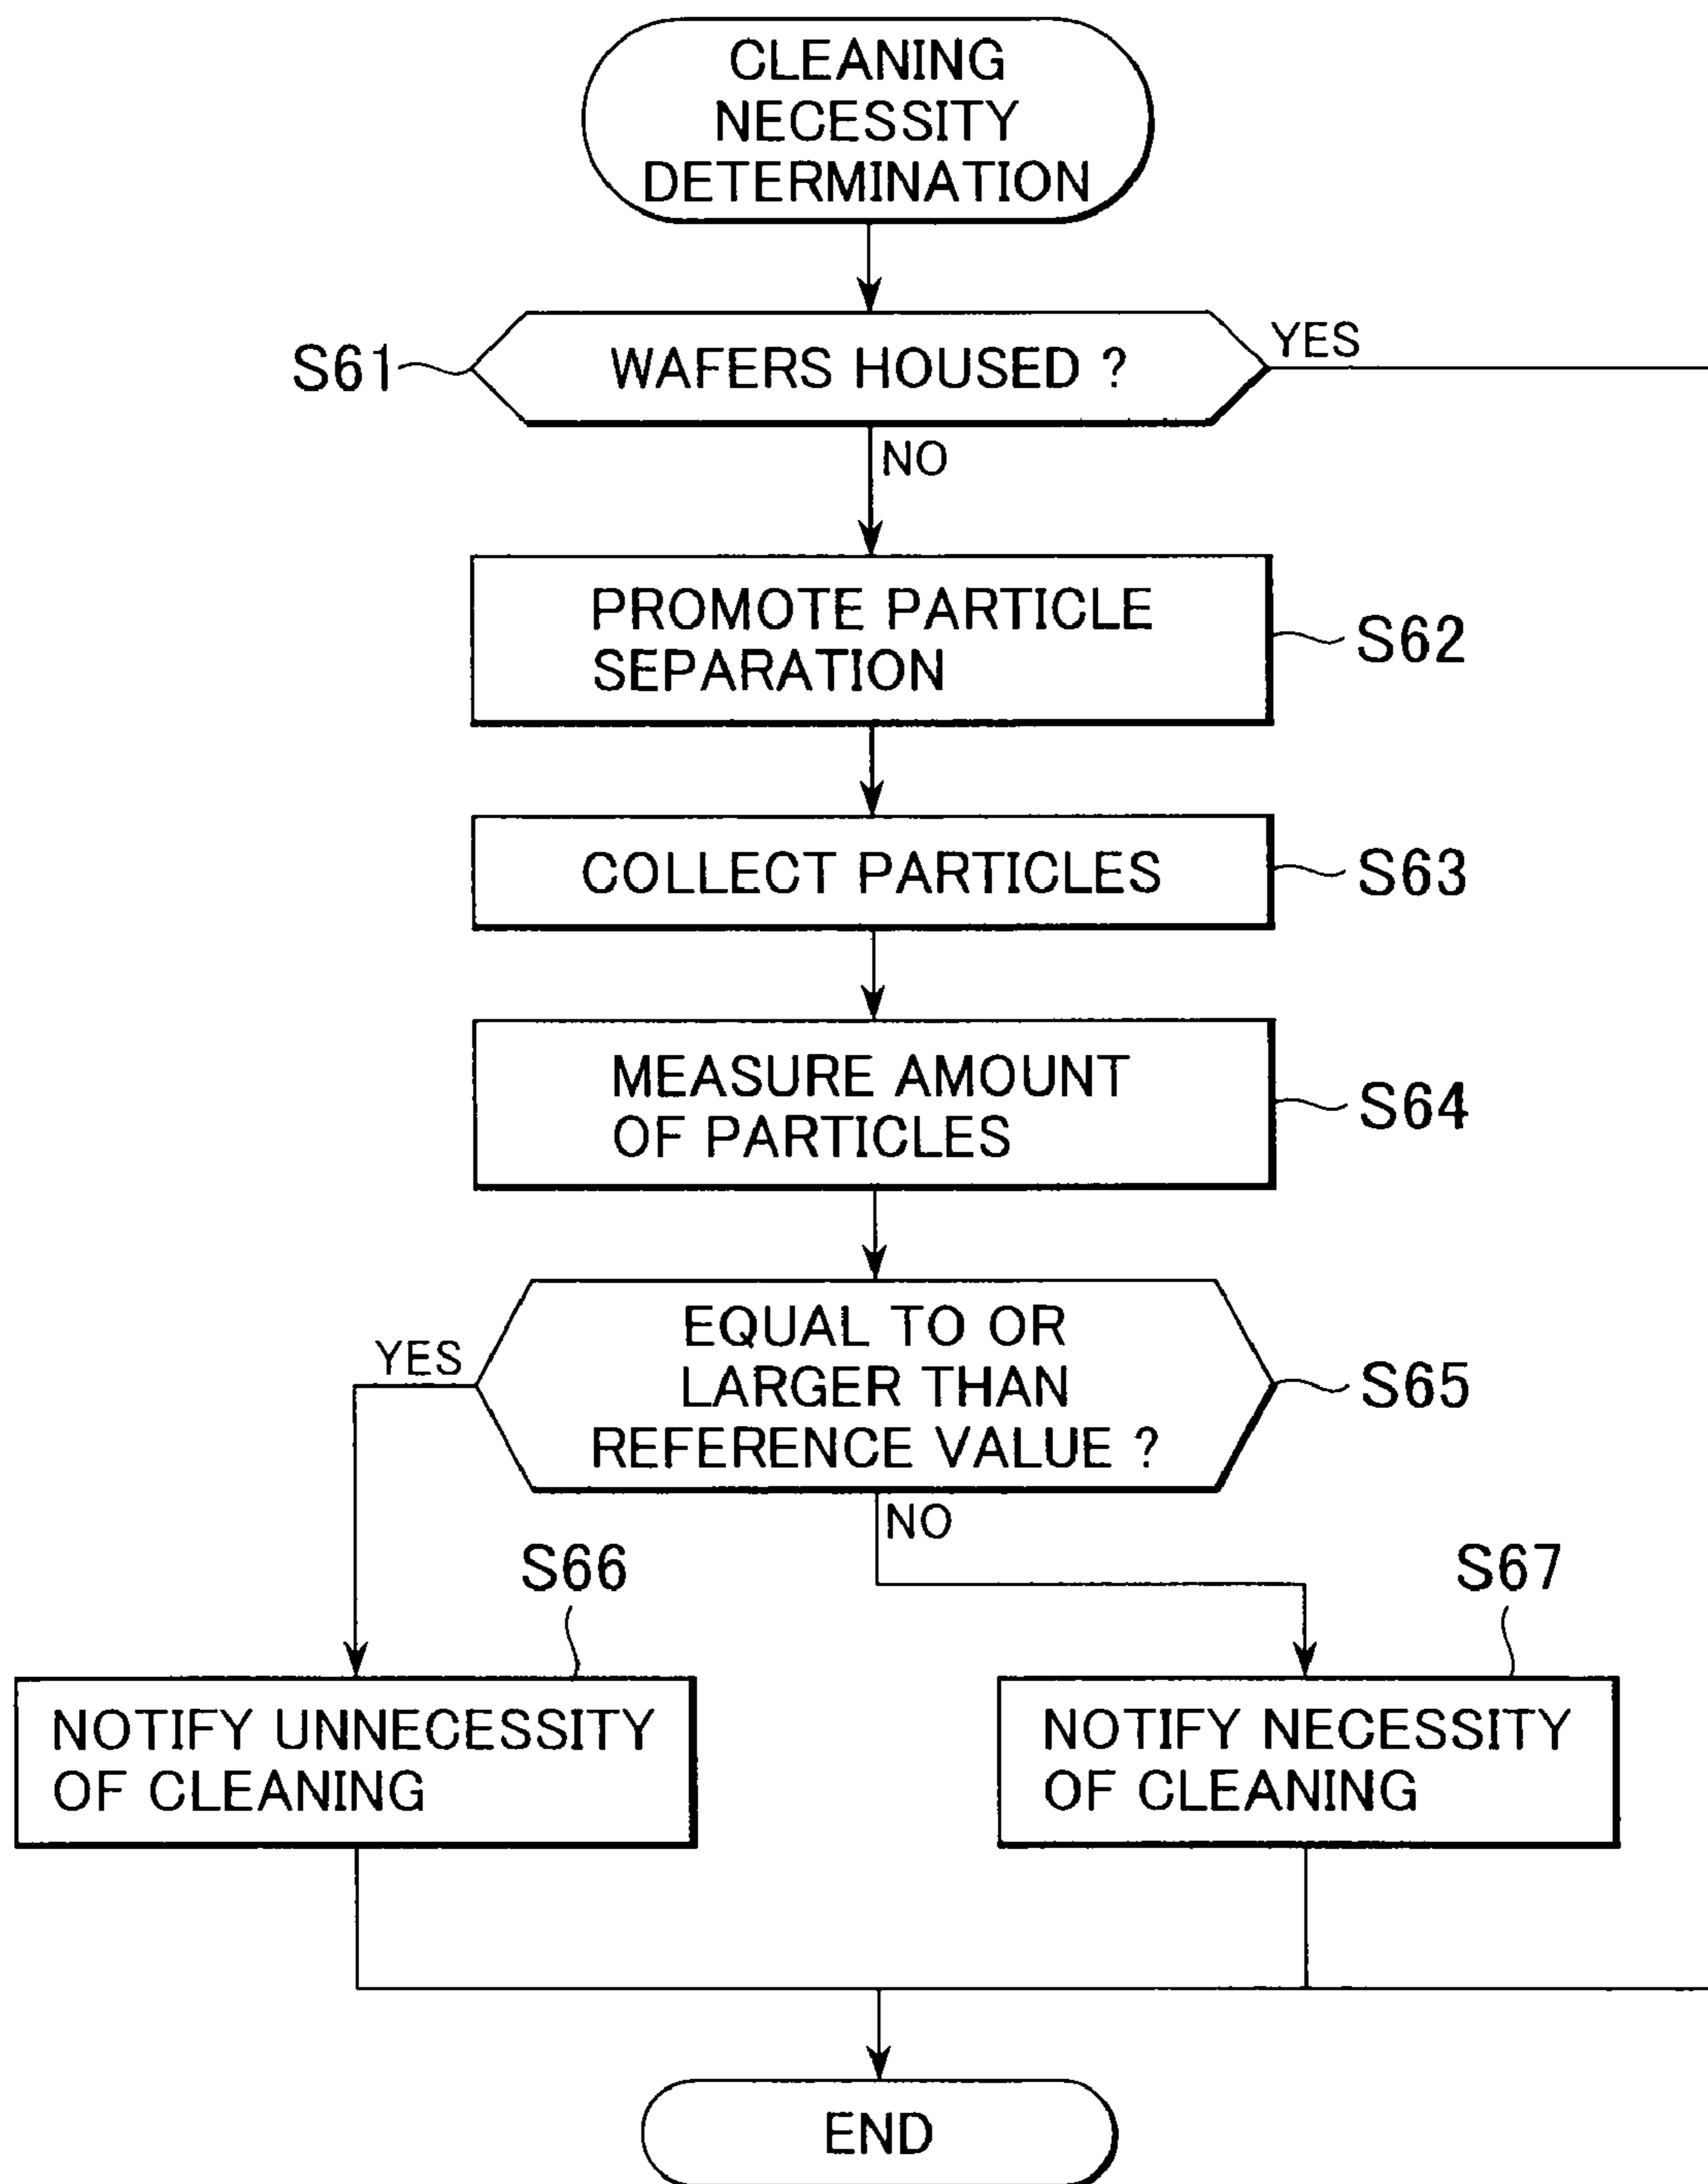 CLEANING
NECESSITY
DETERMINATION
S61
WAFERS HOUSED ?
YES
NO
PROMOTE PARTICLE
SEPARATION
S62
COLLECT PARTICLES
S63
MEASURE AMOUNT
OF PARTICLES
S64
YES
EQUAL TO OR
LARGER THAN
REFERENCE VALUE ?
S65
NO
S66
S67
NOTIFY UNNECESSITY
OF CLEANING
NOTIFY NECESSITY
OF CLEANING
END